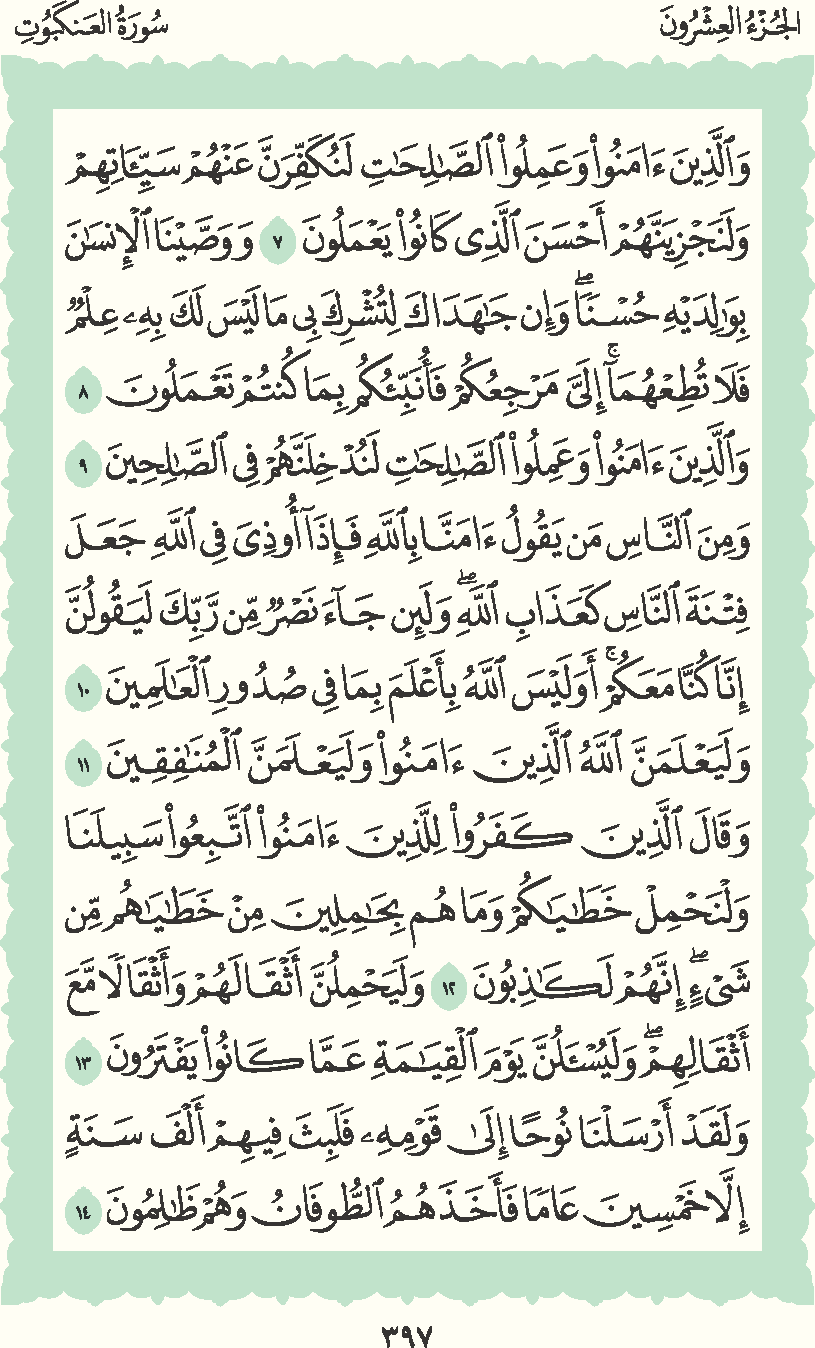 الجُزْءُ العِشْرُونَ
سُورَةُ العَنكَبُوتِ
وَٱلَّذِينَ ءَامَنُوا۟ وَعَمِلُوا۟ ٱلصَّـٰلِحَـٰتِ لَنُكَفِّرَنَّ عَنْهُمْ سَيِّـَٔاتِهِمْ
وَلَنَجْزِيَنَّهُمْ أَحْسَنَ ٱلَّذِى كَانُوا۟ يَعْمَلُونَ ٧ وَوَصَّيْنَا ٱلْإِنسَـٰنَ
بِوَٰلِدَيْهِ حُسْنًا ۖ وَإِن جَـٰهَدَاكَ لِتُشْرِكَ بِى مَا لَيْسَ لَكَ بِهِۦ عِلْمٌ
فَلَا تُطِعْهُمَآ ۚ إِلَىَّ مَرْجِعُكُمْ فَأُنَبِّئُكُم بِمَا كُنتُمْ تَعْمَلُونَ ٨
وَٱلَّذِينَ ءَامَنُوا۟ وَعَمِلُوا۟ ٱلصَّـٰلِحَـٰتِ لَنُدْخِلَنَّهُمْ فِى ٱلصَّـٰلِحِينَ ٩
وَمِنَ ٱلنَّاسِ مَن يَقُولُ ءَامَنَّا بِٱللَّهِ فَإِذَآ أُوذِىَ فِى ٱللَّهِ جَعَلَ
فِتْنَةَ ٱلنَّاسِ كَعَذَابِ ٱللَّهِ ۖ وَلَئِن جَآءَ نَصْرٌ مِّن رَّبِّكَ لَيَقُولُنَّ
إِنَّا كُنَّا مَعَكُمْ ۚ أَوَلَيْسَ ٱللَّهُ بِأَعْلَمَ بِمَا فِى صُدُورِ ٱلْعَـٰلَمِينَ ١٠
وَلَيَعْلَمَنَّ ٱللَّهُ ٱلَّذِينَ ءَامَنُوا۟ وَلَيَعْلَمَنَّ ٱلْمُنَـٰفِقِينَ ١١
وَقَالَ ٱلَّذِينَ كَفَرُوا۟ لِلَّذِينَ ءَامَنُوا۟ ٱتَّبِعُوا۟ سَبِيلَنَا
وَلْنَحْمِلْ خَطَـٰيَـٰكُمْ وَمَا هُم بِحَـٰمِلِينَ مِنْ خَطَـٰيَـٰهُم مِّن
شَىْءٍ ۖ إِنَّهُمْ لَكَـٰذِبُونَ ١٢ وَلَيَحْمِلُنَّ أَثْقَالَهُمْ وَأَثْقَالًا مَّعَ
أَثْقَالِهِمْ ۖ وَلَيُسْـَٔلُنَّ يَوْمَ ٱلْقِيَـٰمَةِ عَمَّا كَانُوا۟ يَفْتَرُونَ ١٣
وَلَقَدْ أَرْسَلْنَا نُوحًا إِلَىٰ قَوْمِهِۦ فَلَبِثَ فِيهِمْ أَلْفَ سَنَةٍ
إِلَّا خَمْسِينَ عَامًا فَأَخَذَهُمُ ٱلطُّوفَانُ وَهُمْ ظَـٰلِمُونَ ١٤
٣٩٧